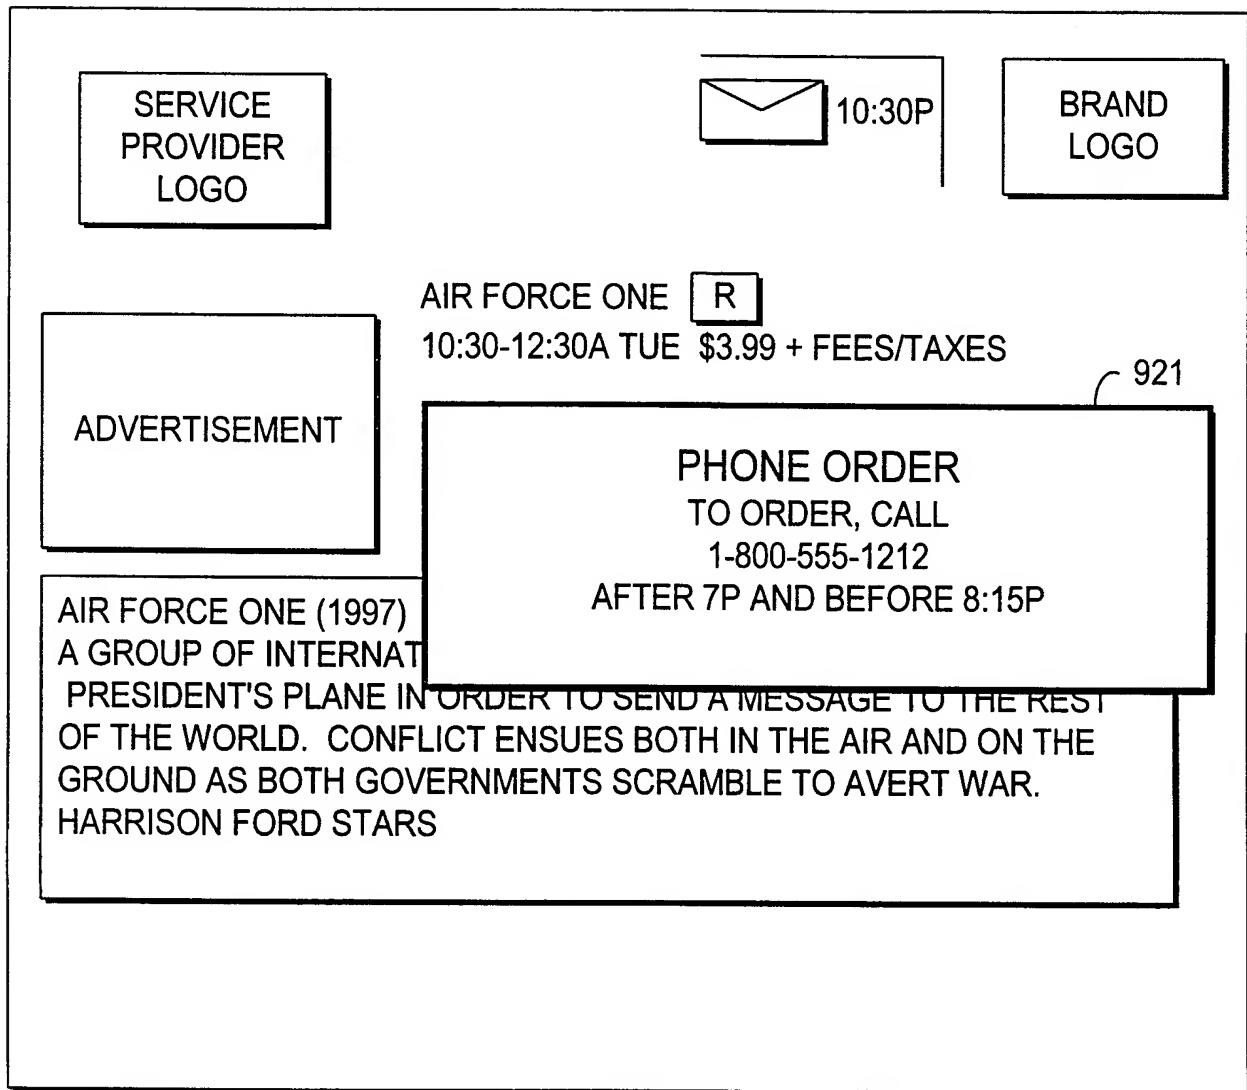 SERVICE
PROVIDER
LOGO
10:30P
BRAND
LOGO
AIR FORCE ONE R
10:30-12:30A TUE $3.99 + FEES/TAXES
921
ADVERTISEMENT
PHONE ORDER
TO ORDER, CALL
1-800-555-1212
AFTER 7P AND BEFORE 8:15P
AIR FORCE ONE (1997)
A GROUP OF INTERNAT
PRESIDENT'S PLANE IN ORDER TO SEND A MESSAGE TO THE REST
OF THE WORLD. CONFLICT ENSUES BOTH IN THE AIR AND ON THE
GROUND AS BOTH GOVERNMENTS SCRAMBLE TO AVERT WAR.
HARRISON FORD STARS